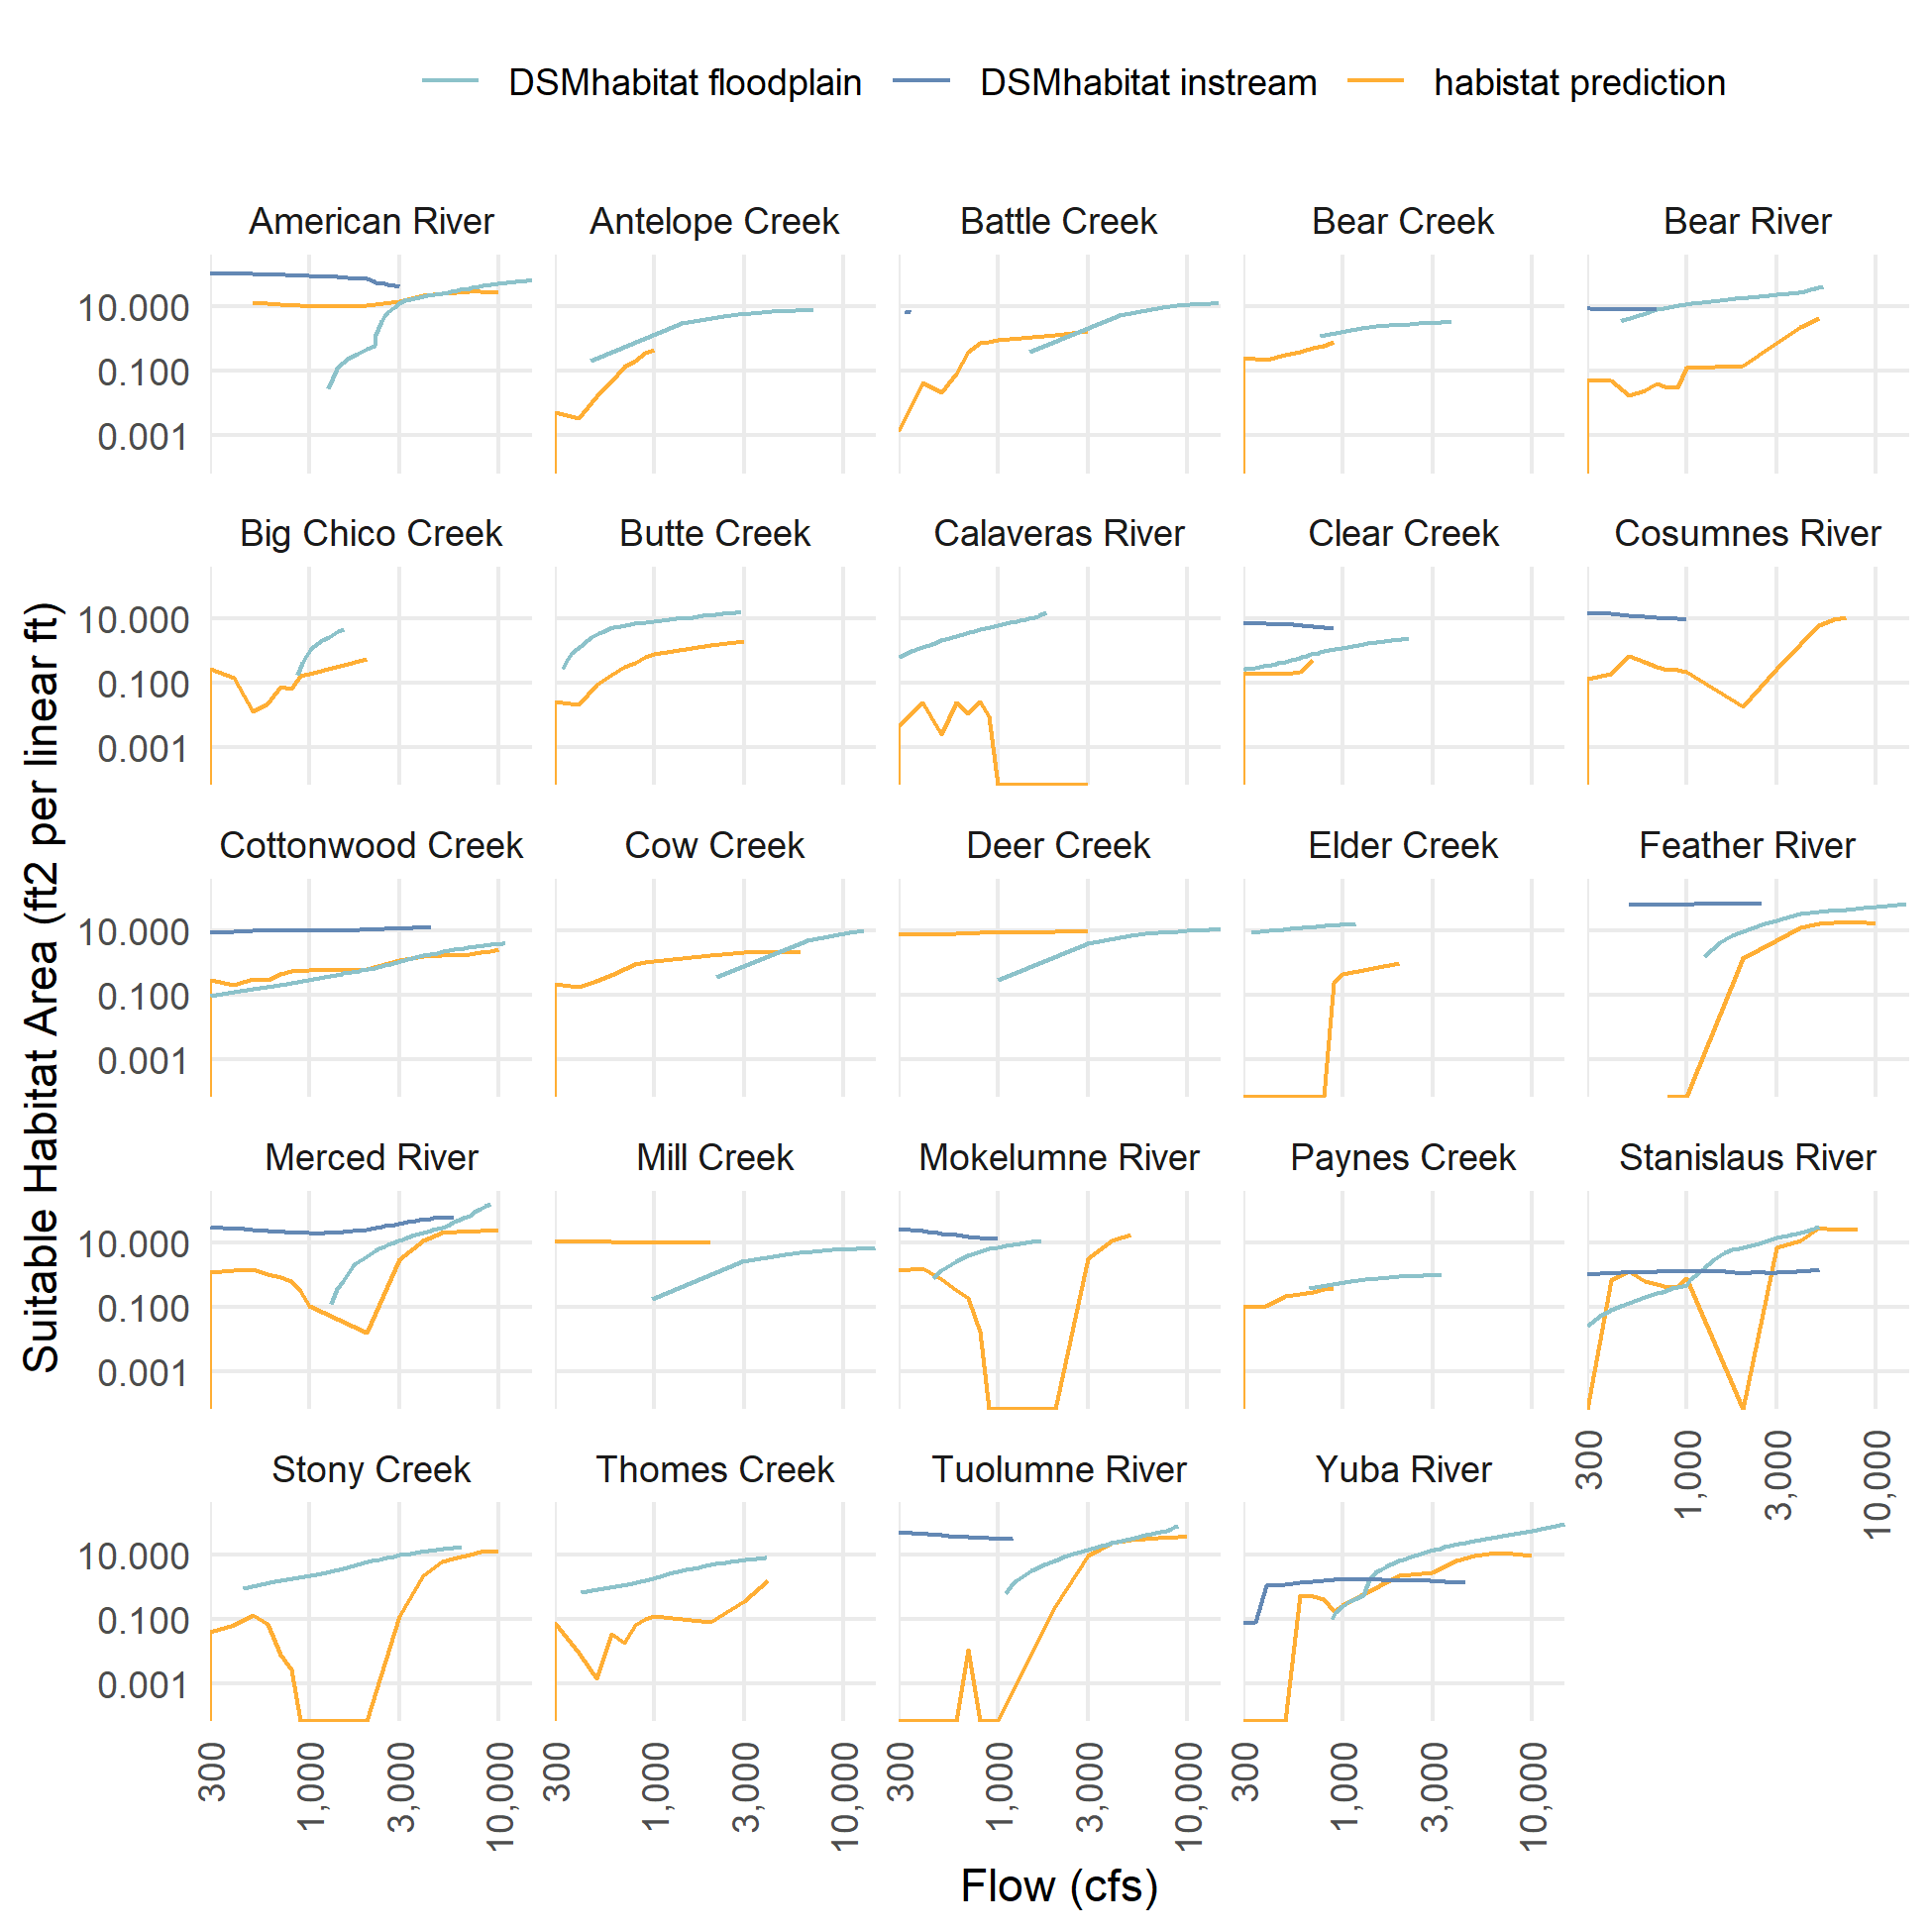 DSMhabitat floodplain DSMhabitat instream habistat prediction
American River Antelope Creek Battle Creek Bear Creek Bear River
10.000
0.100
0.001
Big Chico Creek Butte Creek Calaveras River Clear Creek Cosumnes River
10.000
0.100
0.001
Cottonwood Creek Cow Creek Deer Creek Elder Creek Feather River
10.000
0.100
0.001
Merced River Mill Creek Mokelumne River Paynes Creek Stanislaus River
10.000
0.100
0.001
300 1,000 3,000 10,000
Stony Creek Thomes Creek Tuolumne River Yuba River
10.000
0.100
0.001
300 1,000 3,000 10,000 300 1,000 3,000 10,000 300 1,000 3,000 10,000 300 1,000 3,000 10,000
Flow (cfs)
Suitable Habitat Area (ft2 per linear ft)